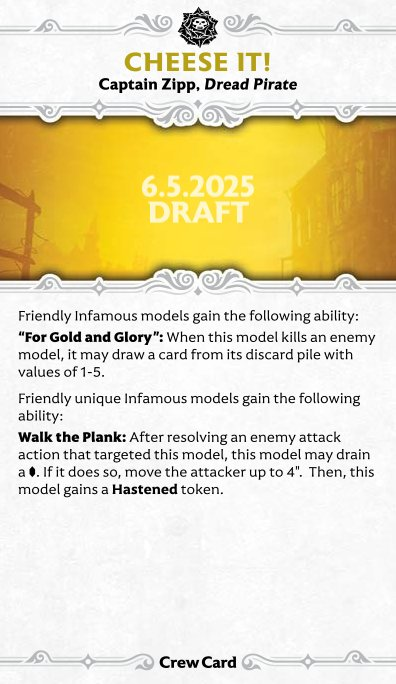 CHEESE IT!
Captain Zipp, Dread Pirate
6.5.2025
DRAFT
Friendly Infamous models gain the following ability:
“For Gold and Glory”: When this model kills an enemy
model, it may draw a card from its discard pile with
values of 1-5.
Friendly unique Infamous models gain the following
ability:
Walk the Plank: After resolving an enemy attack
action that targeted this model, this model may drain
a ⬮. If it does so, move the attacker up to 4". Then, this
model gains a Hastened token.
Crew Card